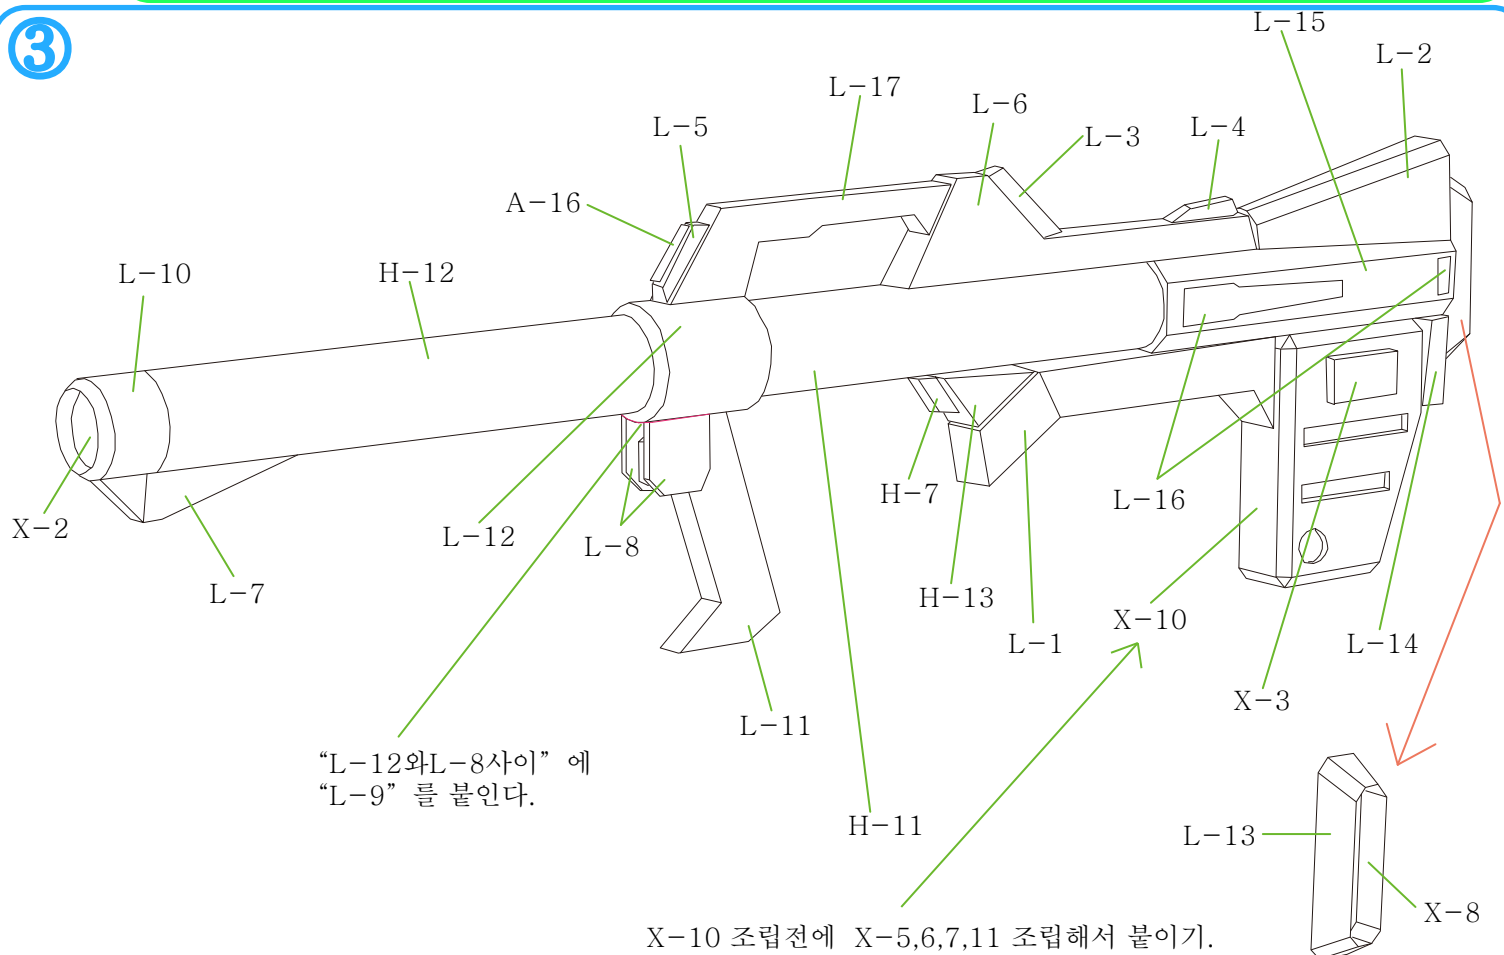 ③
L-15
L-2
L-17
L-6
L-5
L-3
L-4
A-16
L-10
H-12
X-2
L-7
L-12
L-8
H-7
L-16
H-13
L-1
X-10
L-14
X-3
L-11
“L-12와L-8사이” 에
“L-9” 를 붙인다.
H-11
L-13
X-8
X-10 조립전에 X-5,6,7,11 조립해서 붙이기.